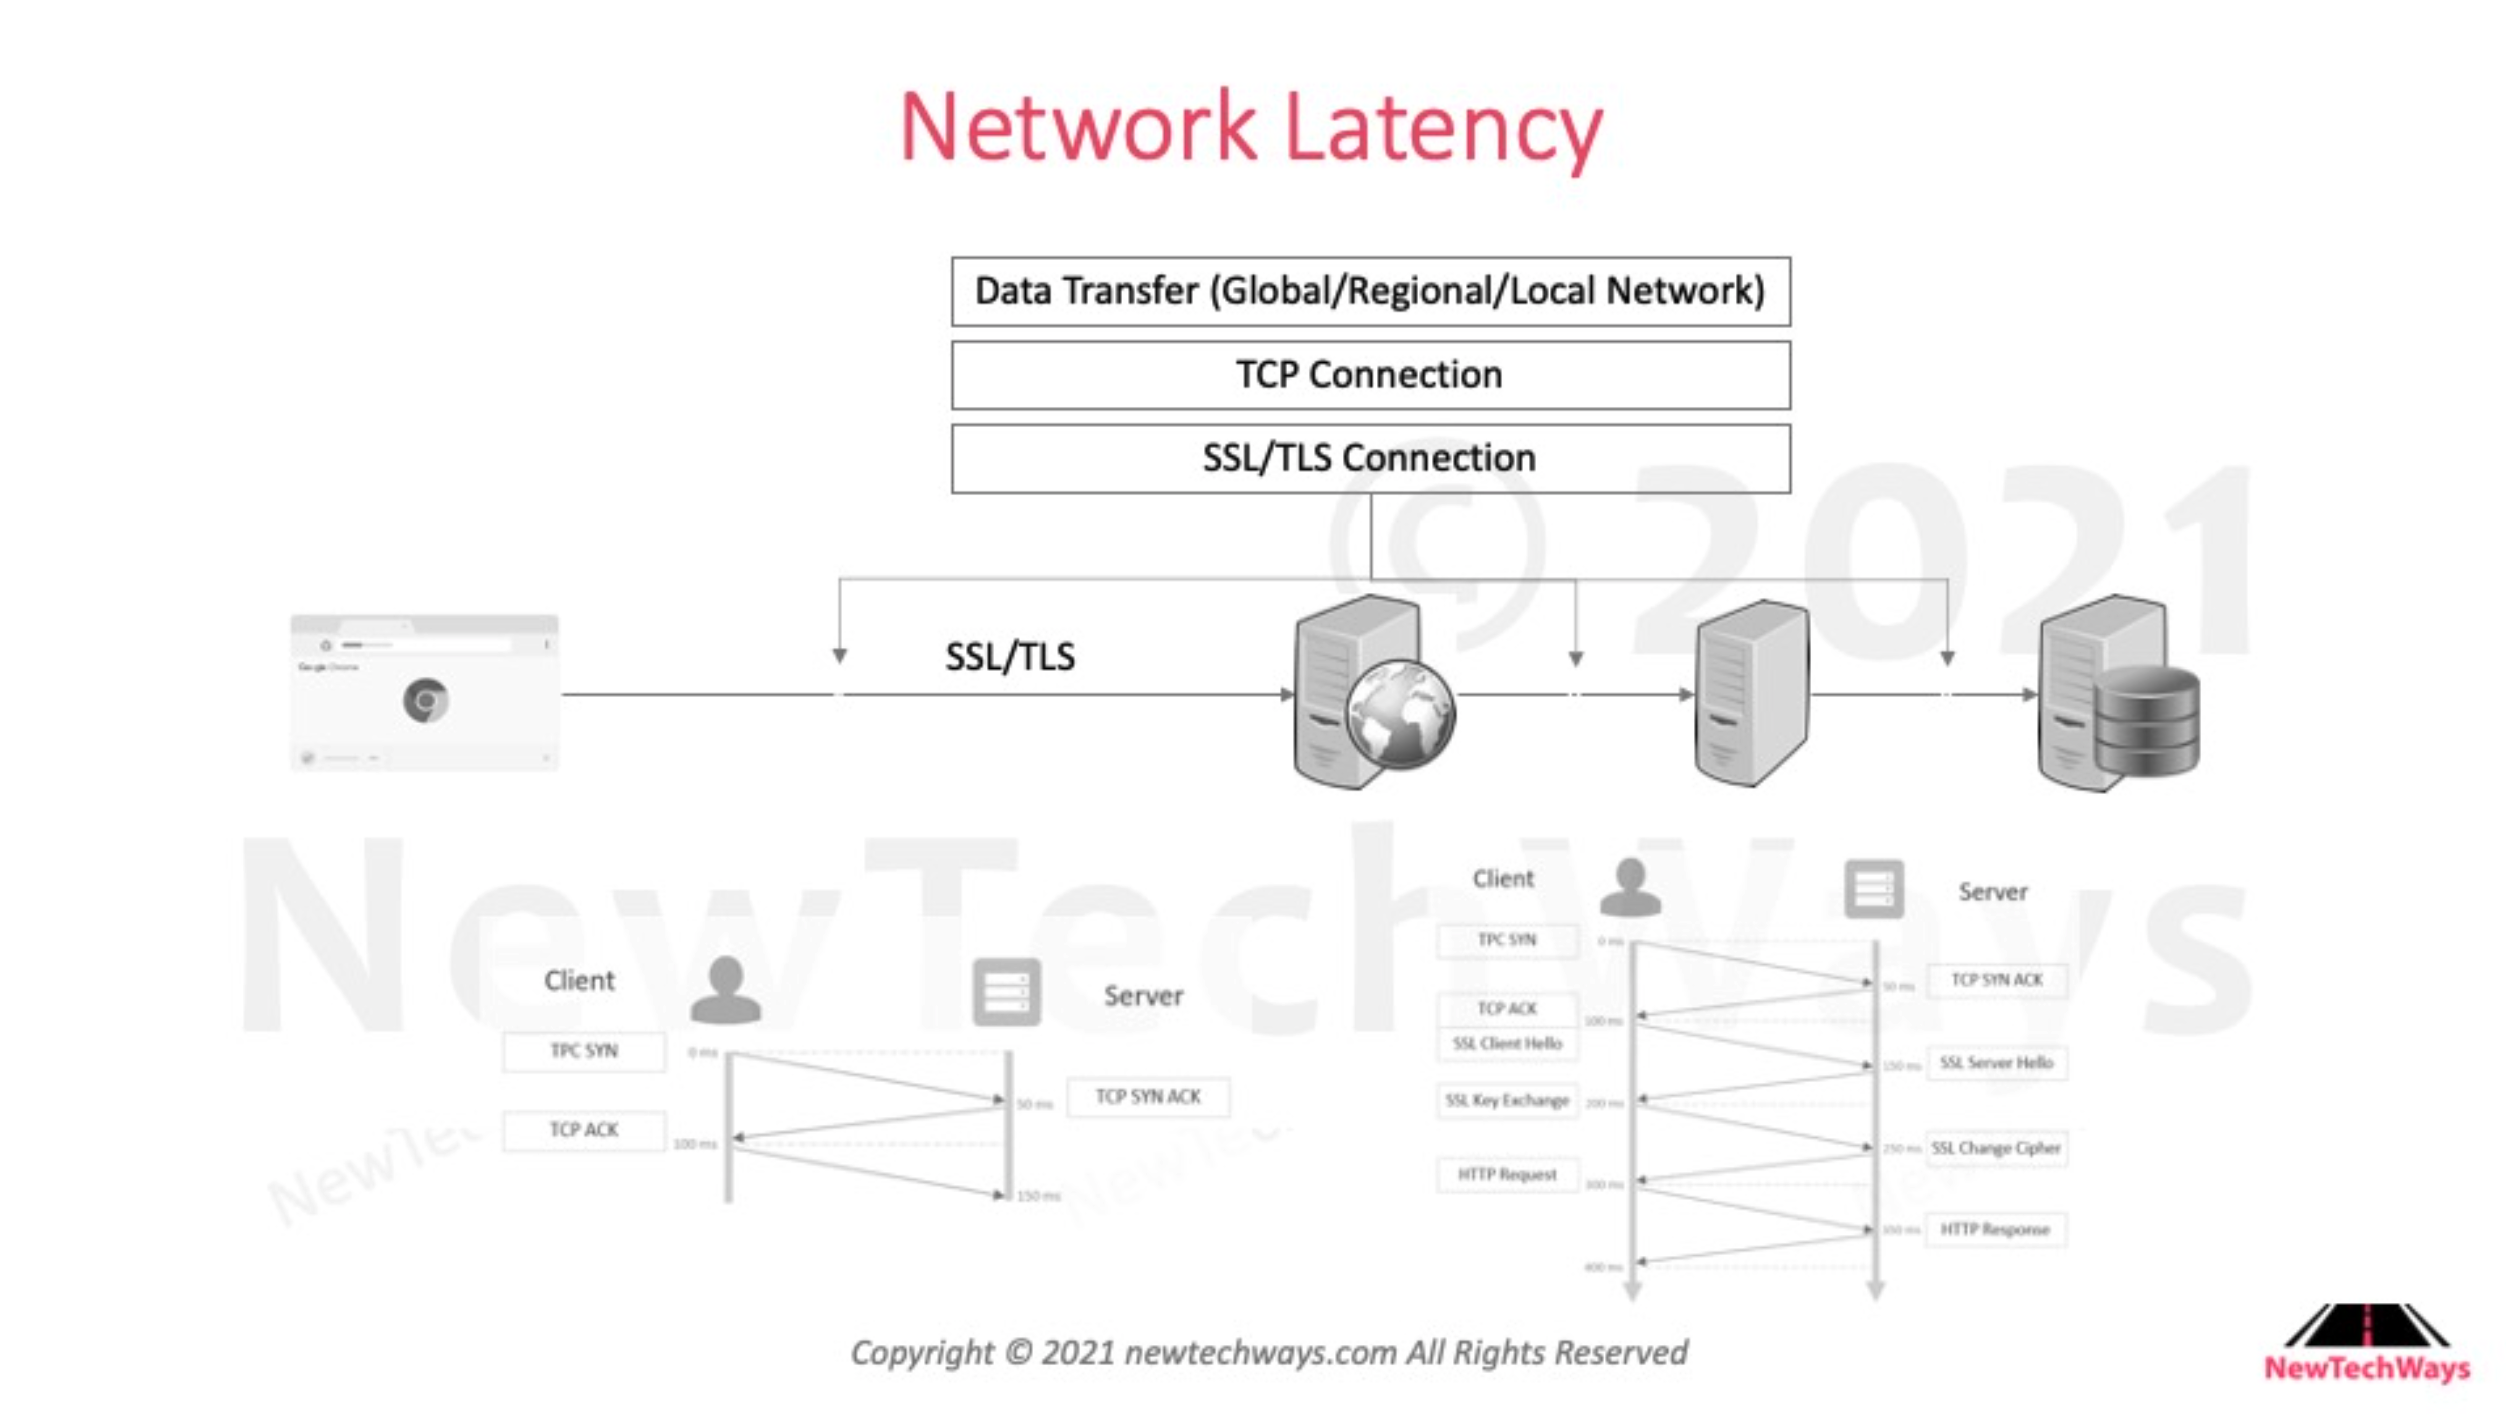 Network Latency
Data Transfer (Global/Regional/Local Network)
TCP Connection
SSL/TLS Connection
© 2021
Google Chrome
SSL/TLS
NewTechWays
Client
Server
TPC SYN
0 ms
50 ms
TCP SYN ACK
TCP ACK
100 ms
150 ms
Client
Server
TPC SYN
0 ms
50 ms
TCP SYN ACK
TCP ACK
100 ms
SSL Client Hello
150 ms
SSL Server Hello
SSL Key Exchange
200 ms
250 ms
SSL Change Cipher
HTTP Request
300 ms
350 ms
HTTP Response
400 ms
Copyright © 2021 newtechways.com All Rights Reserved
NewTechWays